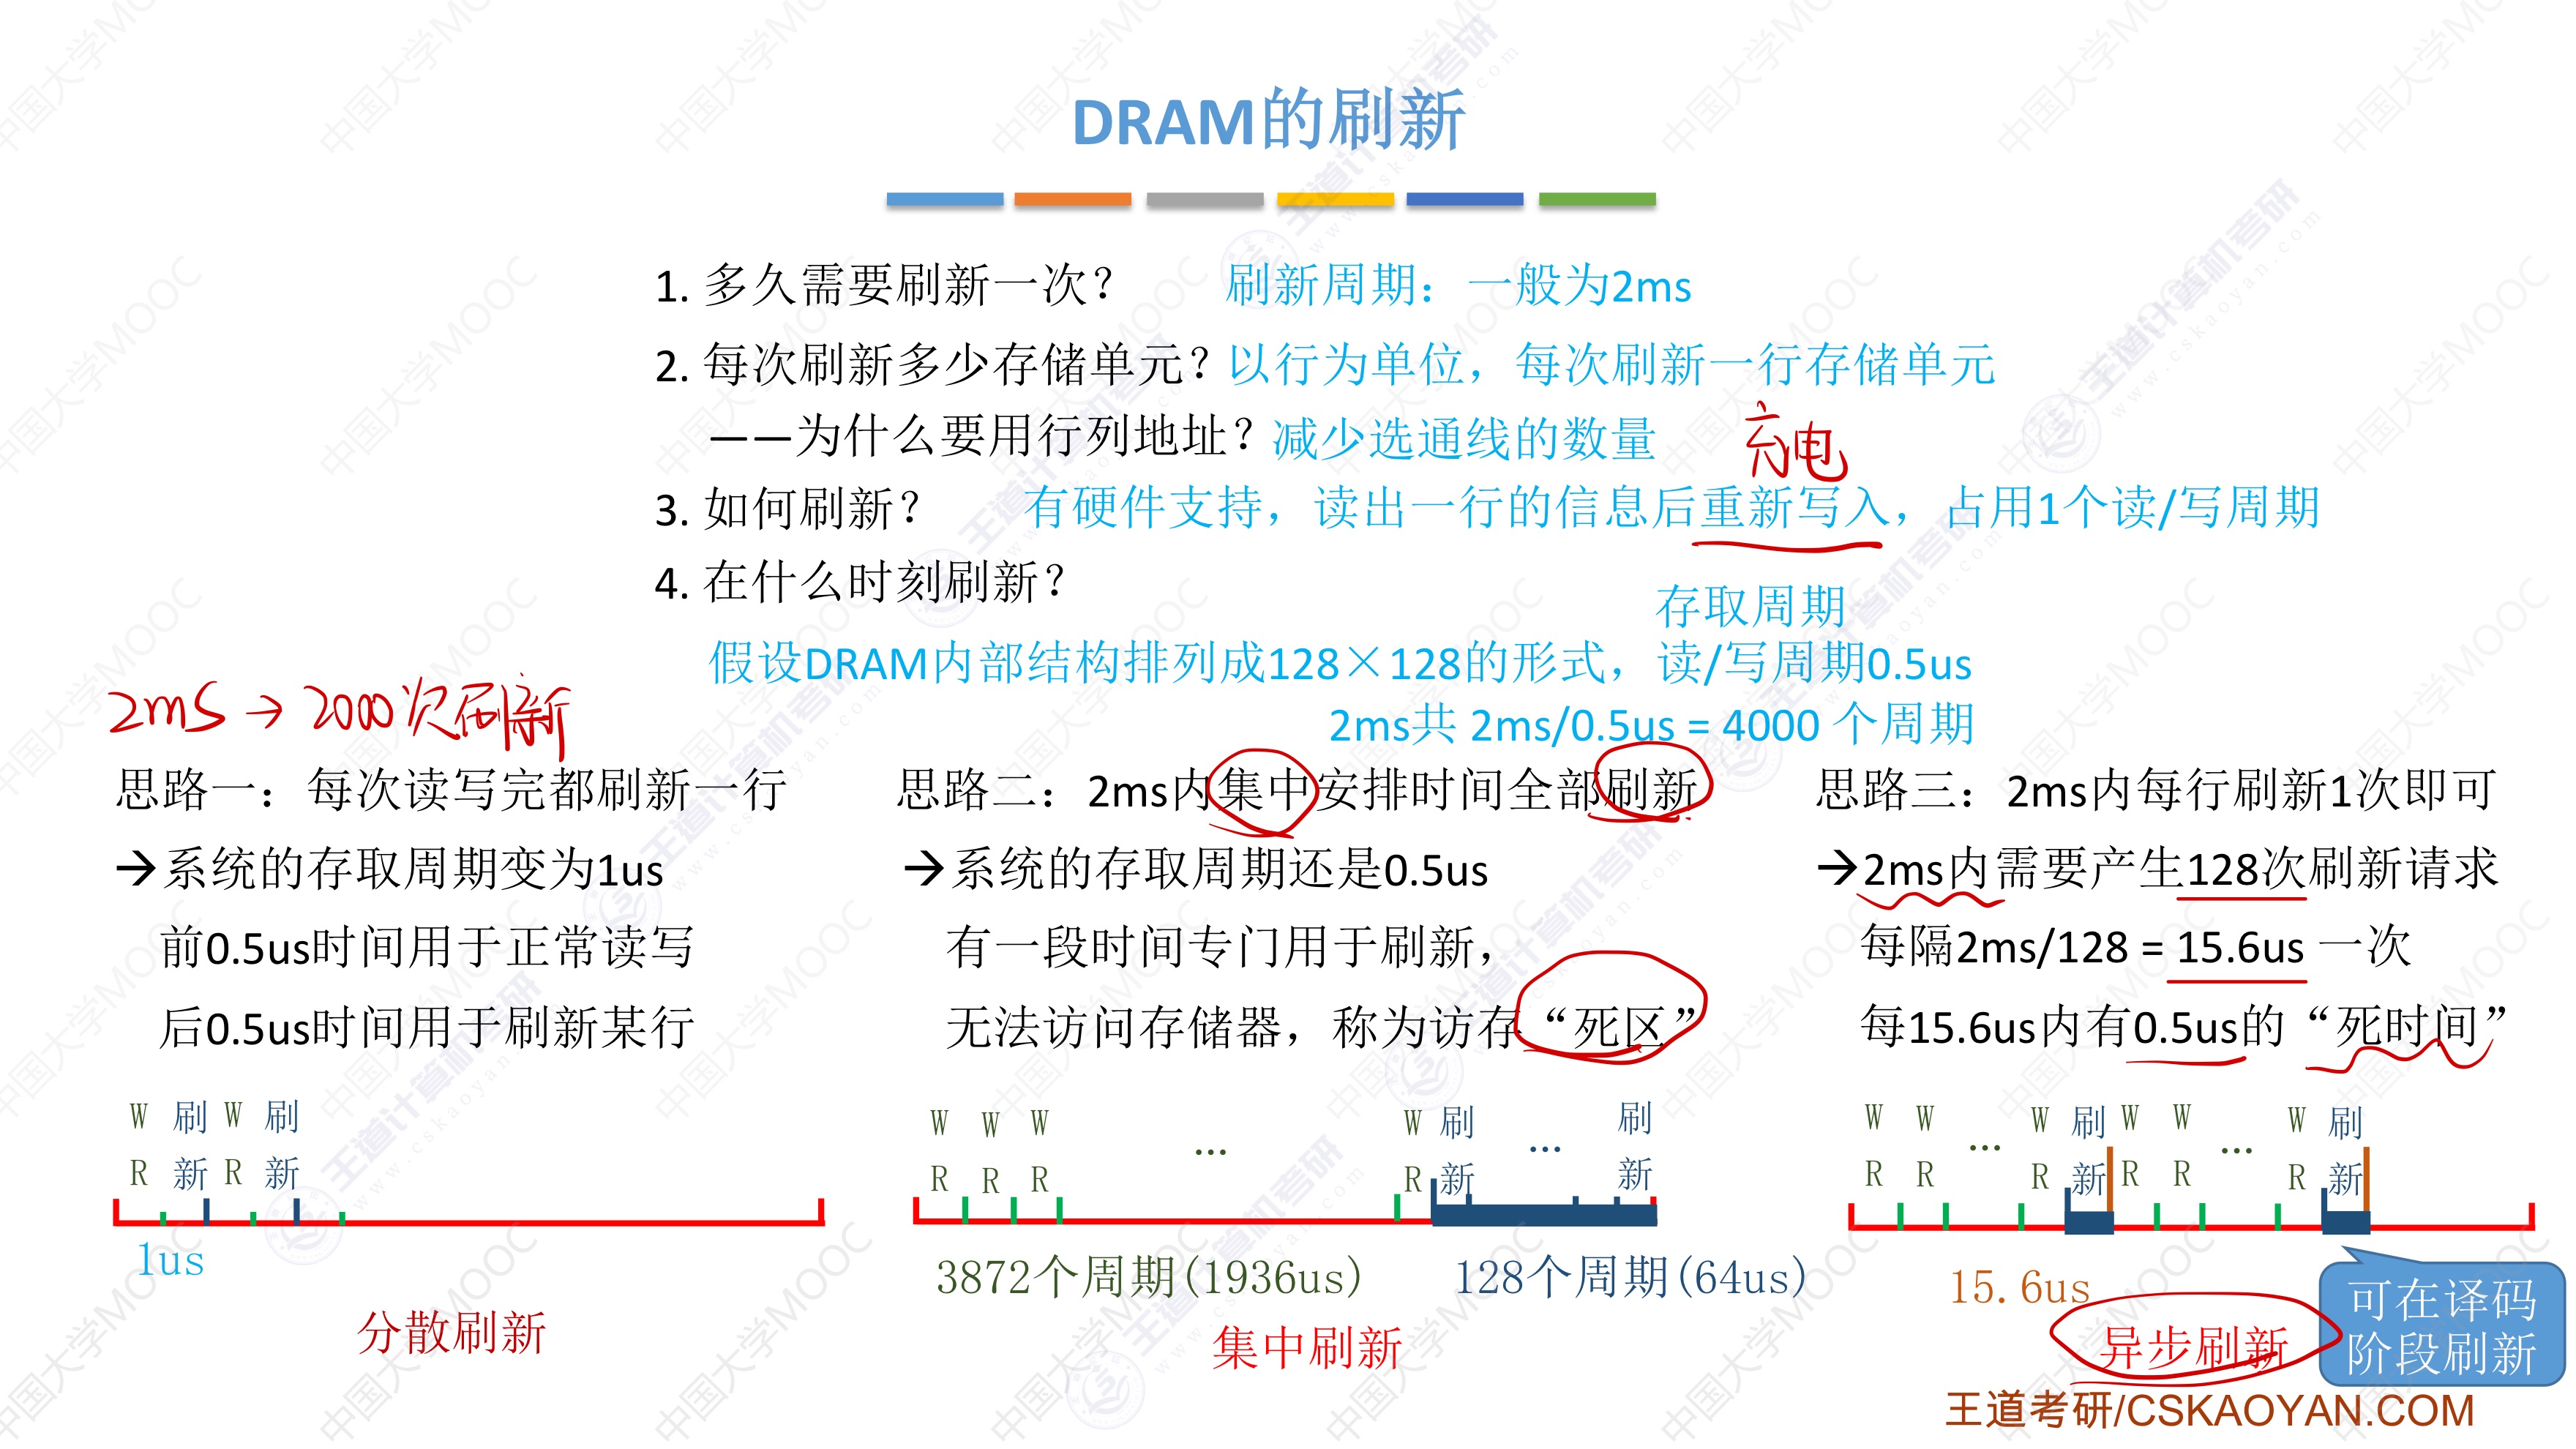 DRAM的刷新
1. 多久需要刷新一次? 刷新周期：一般为2ms
2. 每次刷新多少存储单元? 以行为单位，每次刷新一行存储单元
——为什么要用行列地址? 减少选通线的数量
充电
3. 如何刷新? 有硬件支持，读出一行的信息后重新写入，占用1个读/写周期
4. 在什么时刻刷新?
存取周期
假设DRAM内部结构排列成128×128的形式，读/写周期0.5us
2ms共 2ms/0.5us = 4000 个周期
2ms → 2000次刷新
思路一：每次读写完都刷新一行
→系统的存取周期变为1us
前0.5us时间用于正常读写
后0.5us时间用于刷新某行
W R 刷新 W R 刷新
1us
分散刷新
思路二：2ms内集中安排时间全部刷新
→系统的存取周期还是0.5us
有一段时间专门用于刷新，
无法访问存储器，称为访存“死区”
W R W R W R ... W R 刷新 ... 刷新
3872个周期(1936us) 128个周期(64us)
集中刷新
思路三：2ms内每行刷新1次即可
→2ms内需要产生128次刷新请求
每隔2ms/128 = 15.6us 一次
每15.6us内有0.5us的“死时间”
W R W R ... W R 刷新 W R W R ... W R 刷新
15.6us
异步刷新
可在译码
阶段刷新
王道考研/CSKAOYAN.COM
中国大学MOOC
王道计算机考研
www.cskaoyan.com